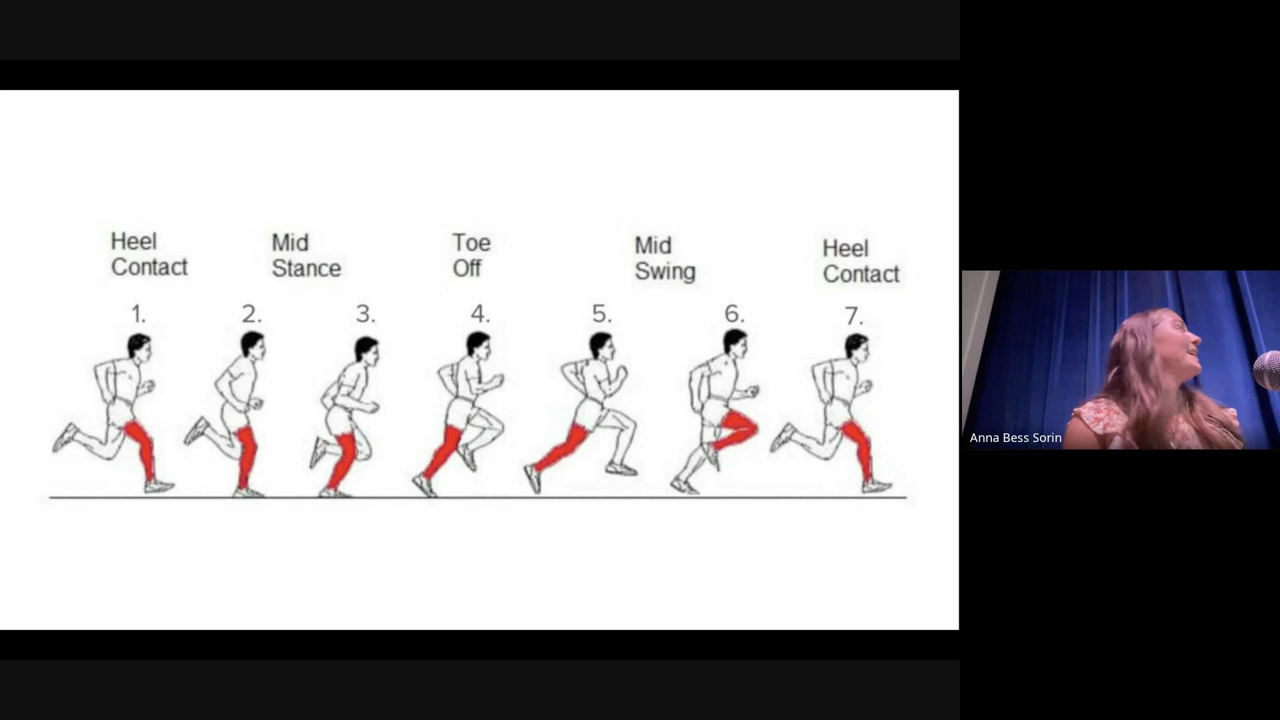 Heel
Contact
Mid
Stance
Toe
Off
Mid
Swing
Heel
Contact
1.
2.
3.
4.
5.
6.
7.
Anna Bess Sorin